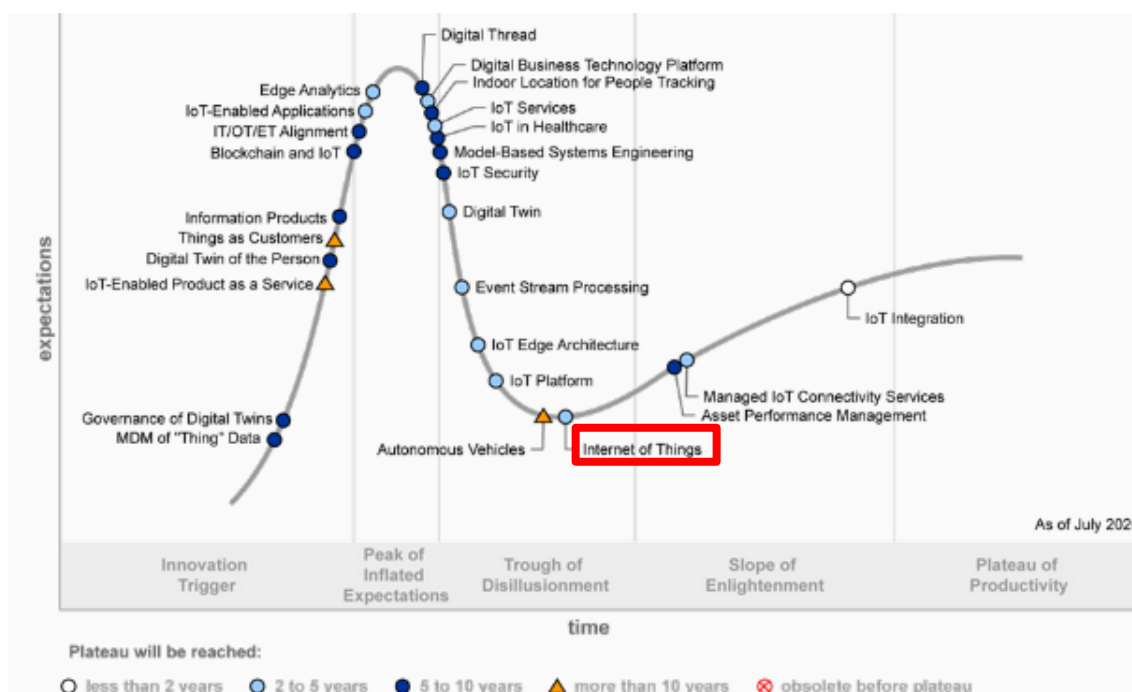 Digital Thread
Digital Business Technology Platform
Indoor Location for People Tracking
Edge Analytics
IoT-Enabled Applications
IoT Services
IT/OT/ET Alignment
IoT in Healthcare
Blockchain and IoT
Model-Based Systems Engineering
IoT Security
Digital Twin
Information Products
Things as Customers
Digital Twin of the Person
IoT-Enabled Product as a Service
Event Stream Processing
IoT Integration
IoT Edge Architecture
IoT Platform
Managed IoT Connectivity Services
Asset Performance Management
Governance of Digital Twins
MDM of "Thing" Data
Autonomous Vehicles
Internet of Things
expectations
As of July 202
Innovation
Trigger
Peak of
Inflated
Expectations
Trough of
Disillusionment
Slope of
Enlightenment
Plateau of
Productivity
time
Plateau will be reached:
less than 2 years
2 to 5 years
5 to 10 years
more than 10 years
obsolete before plateau